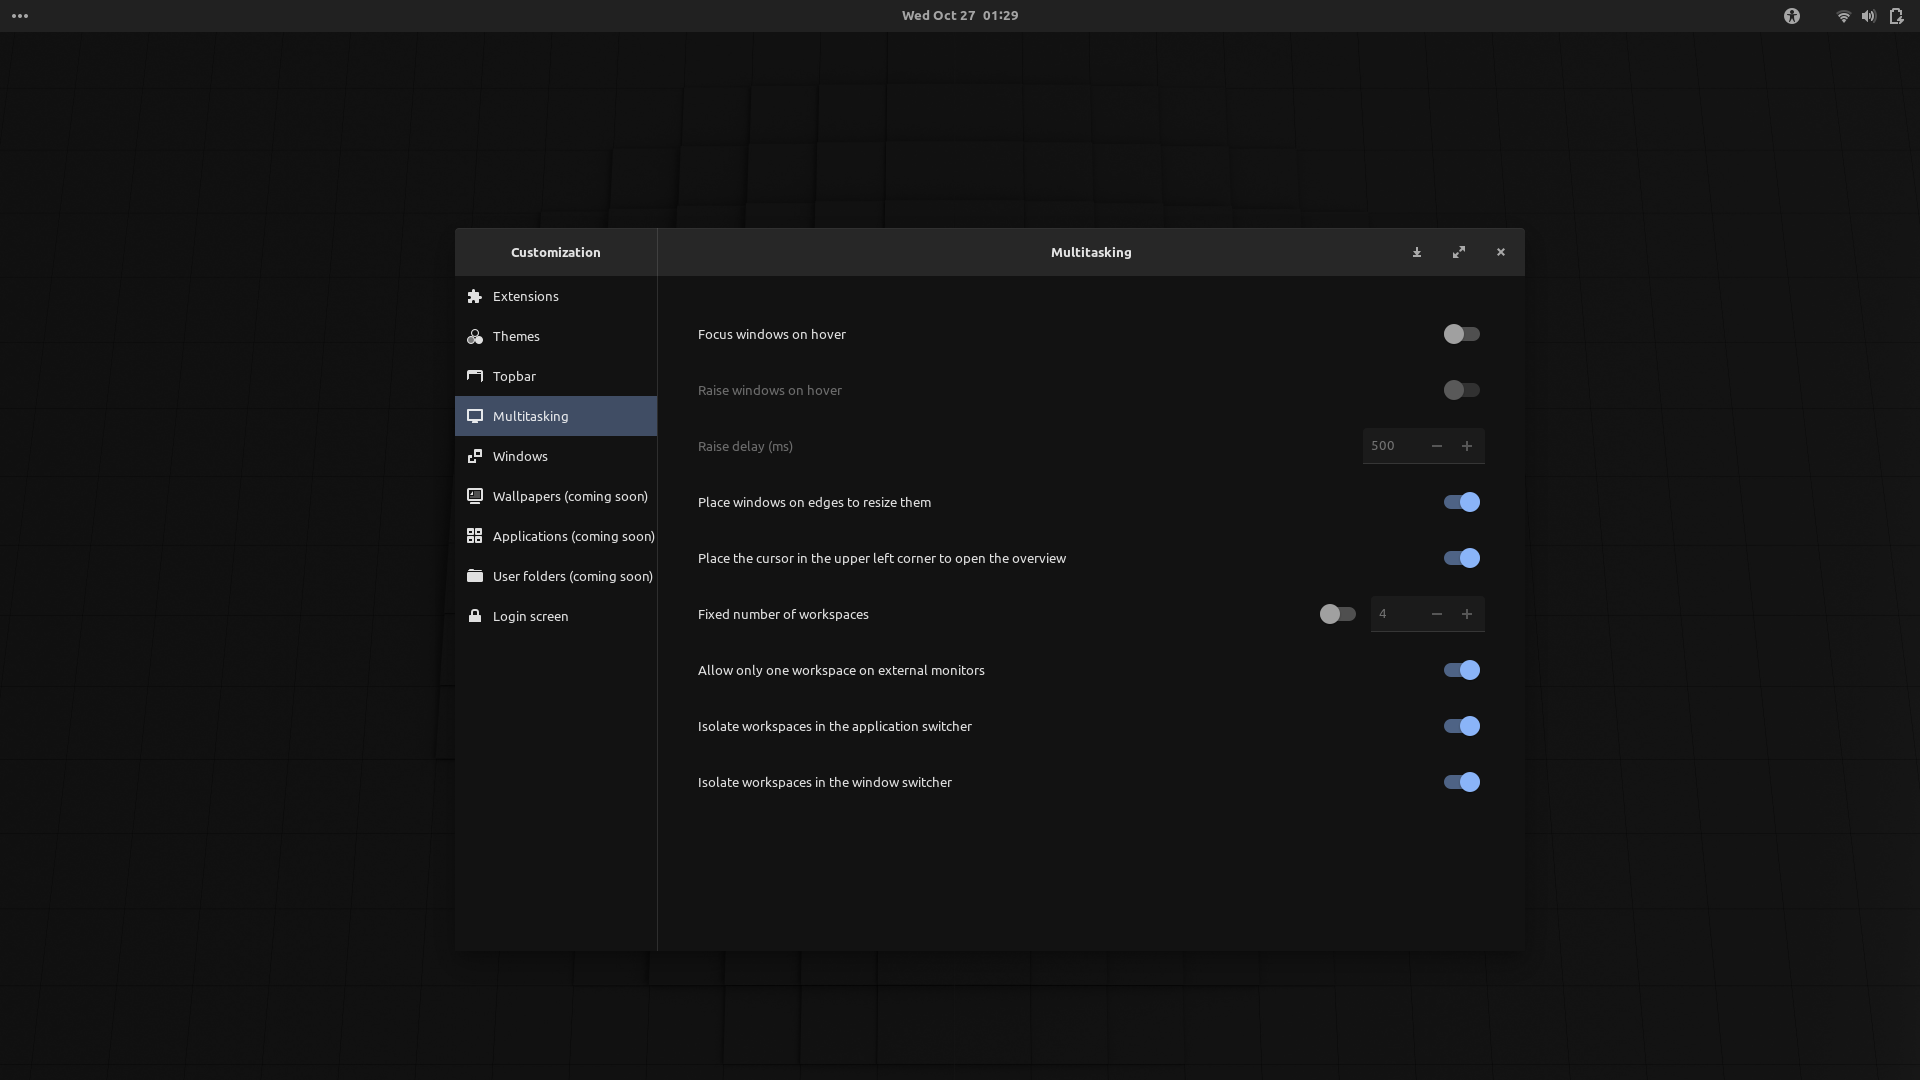 Wed Oct 27 01:29
Customization
Multitasking
Extensions
Themes
Topbar
Multitasking
Windows
Wallpapers (coming soon)
Applications (coming soon)
User folders (coming soon)
Login screen
Focus windows on hover
Raise windows on hover
Raise delay (ms) 500 − +
Place windows on edges to resize them
Place the cursor in the upper left corner to open the overview
Fixed number of workspaces 4 − +
Allow only one workspace on external monitors
Isolate workspaces in the application switcher
Isolate workspaces in the window switcher